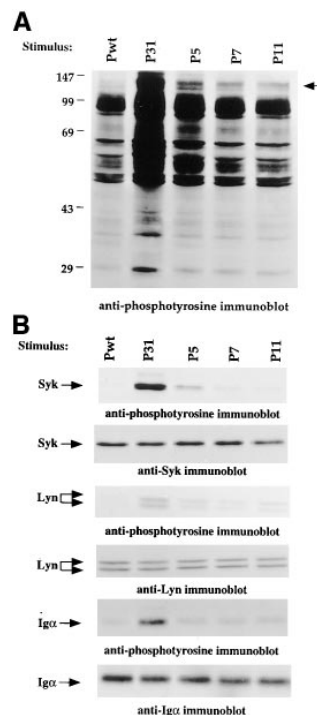 A
Stimulus: Pwt P31 P5 P7 P11
147
99
69
43
29
anti-phosphotyrosine immunoblot
B
Stimulus: Pwt P31 P5 P7 P11
Syk
anti-phosphotyrosine immunoblot
Syk
anti-Syk immunoblot
Lyn
anti-phosphotyrosine immunoblot
Lyn
anti-Lyn immunoblot
Igα
anti-phosphotyrosine immunoblot
Igα
anti-Igα immunoblot